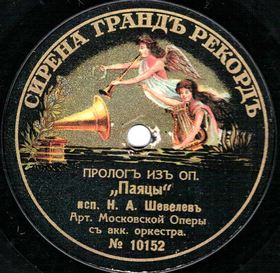 СИРЕНА ГРАНДЪ РЕКОРДЪ
ПРОЛОГЪ ИЗЪ ОП.
„Паяцы“
исп. Н. А. Шевелевъ
Арт. Московской Оперы
съ акк. оркестра.
№ 10152